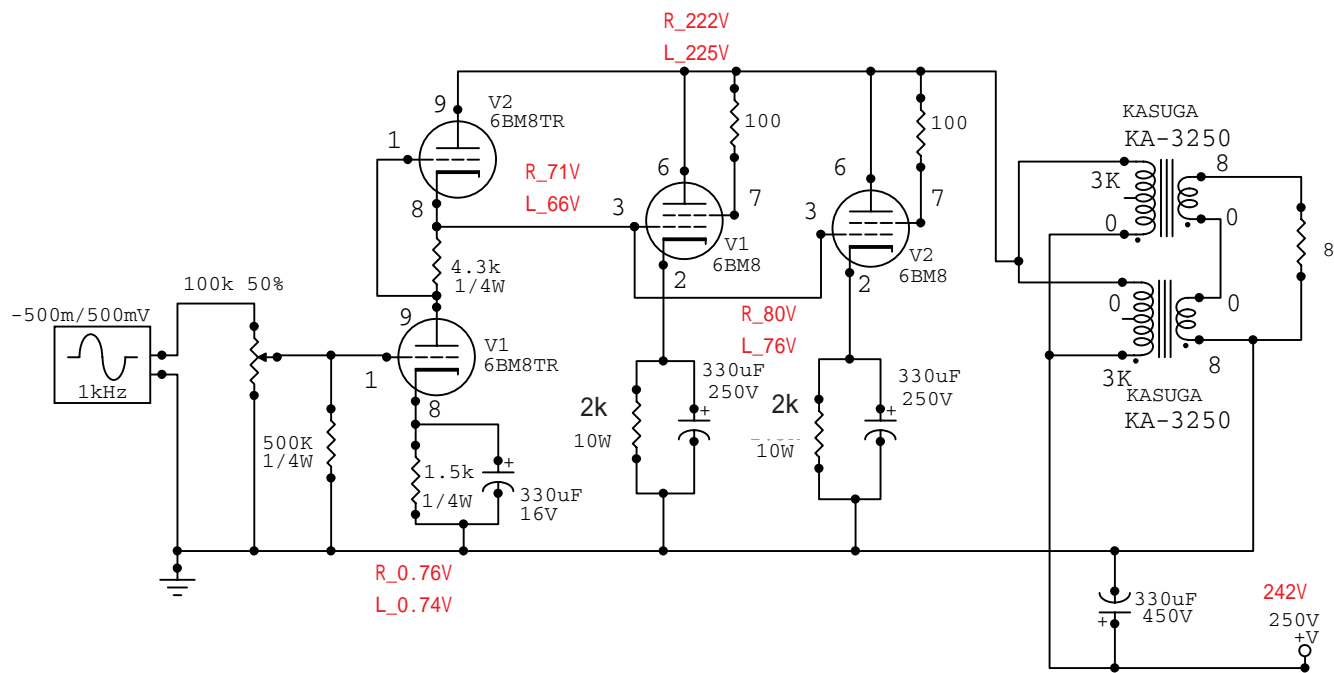 R_222V
L_225V
9
V2
6BM8TR
1
8
100
100
KASUGA
KA-3250
8
3K
0
0
R_71V
L_66V
6
7
3
V1
6BM8
2
6
7
3
V2
6BM8
2
4.3k
1/4W
100k 50%
-500m/500mV
1kHz
9
V1
6BM8TR
1
8
R_80V
L_76V
8
0
0
3K
8
KASUGA
KA-3250
500K
1/4W
1.5k
1/4W
+
330uF
16V
2k
10W
+
330uF
250V
2k
10W
+
330uF
250V
R_0.76V
L_0.74V
330uF
450V
+
242V
250V
+V